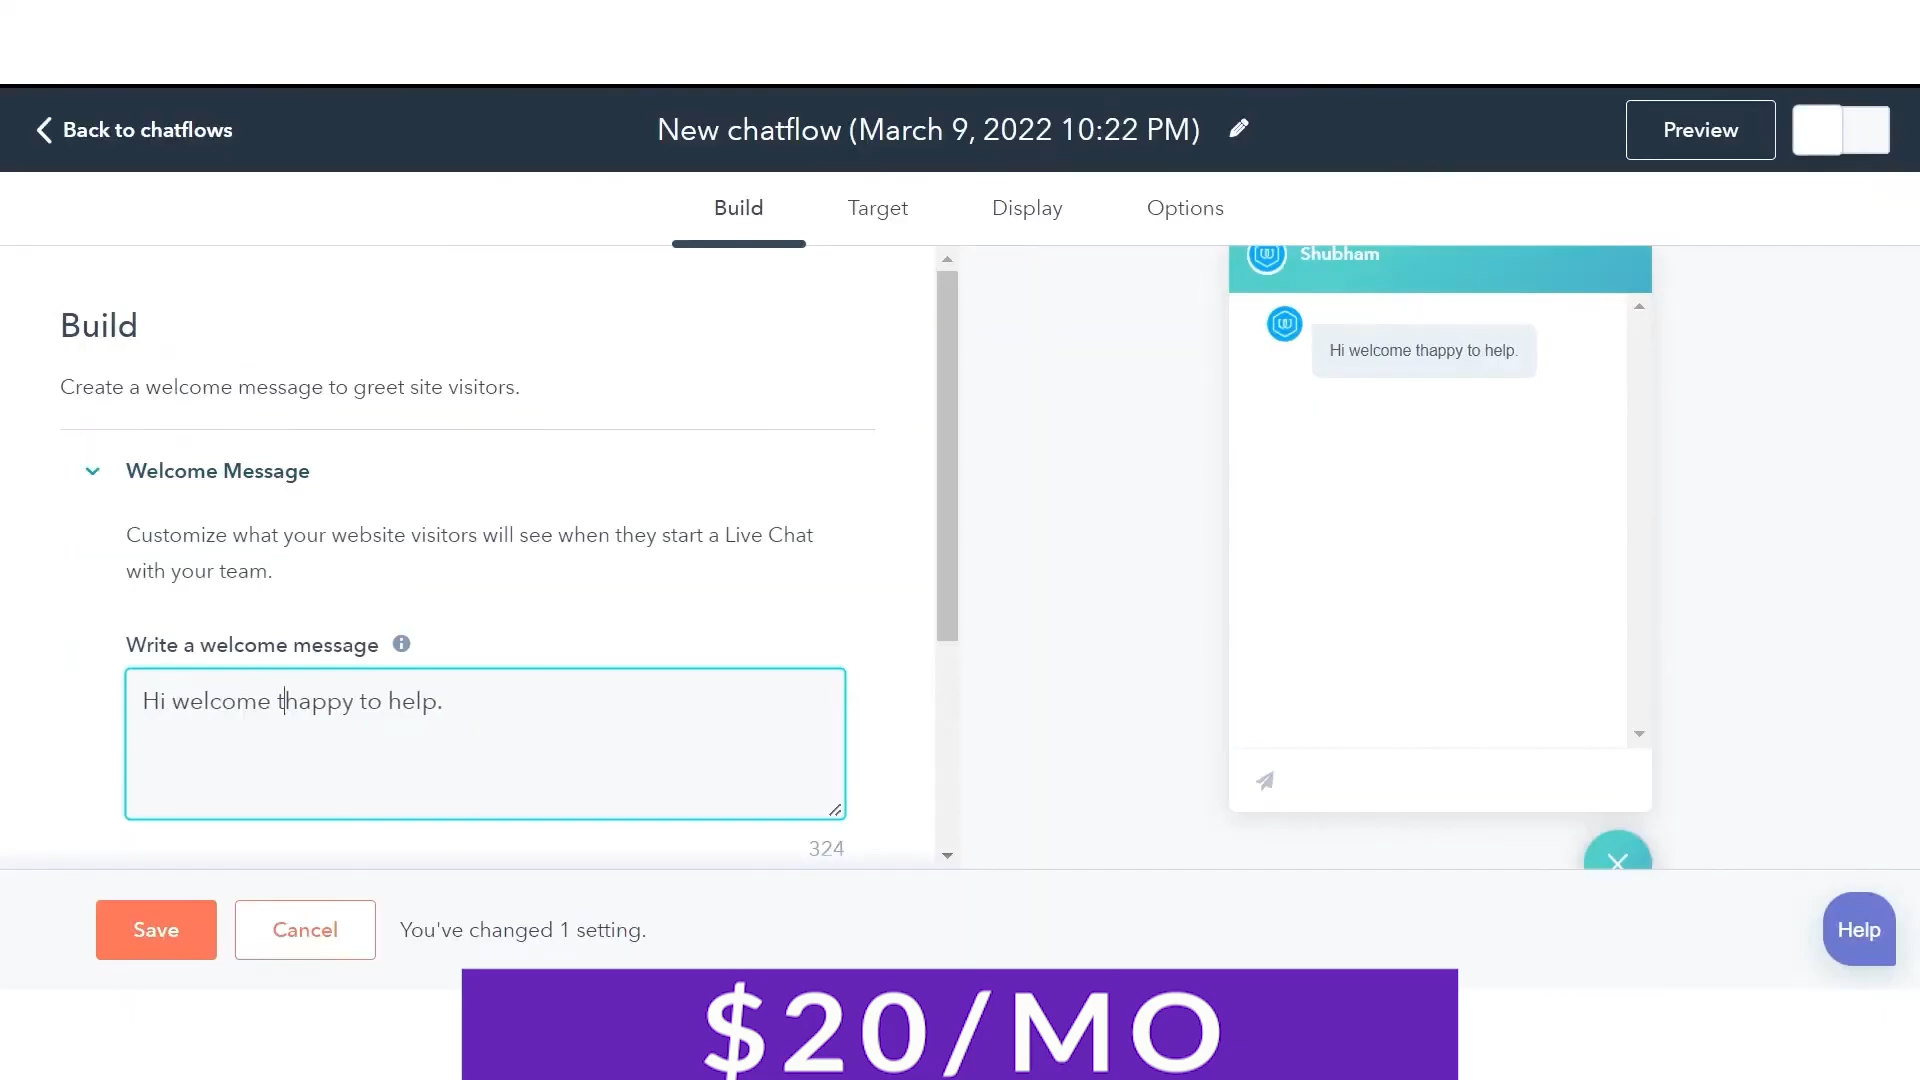 Back to chatflows
New chatflow (March 9, 2022 10:22 PM)
Preview
Build
Target
Display
Options
Build
Create a welcome message to greet site visitors.
Welcome Message
Customize what your website visitors will see when they start a Live Chat
with your team.
Write a welcome message
Hi welcome thappy to help.
324
Shubham
Hi welcome thappy to help.
Save
Cancel
You've changed 1 setting.
Help
$20/MO